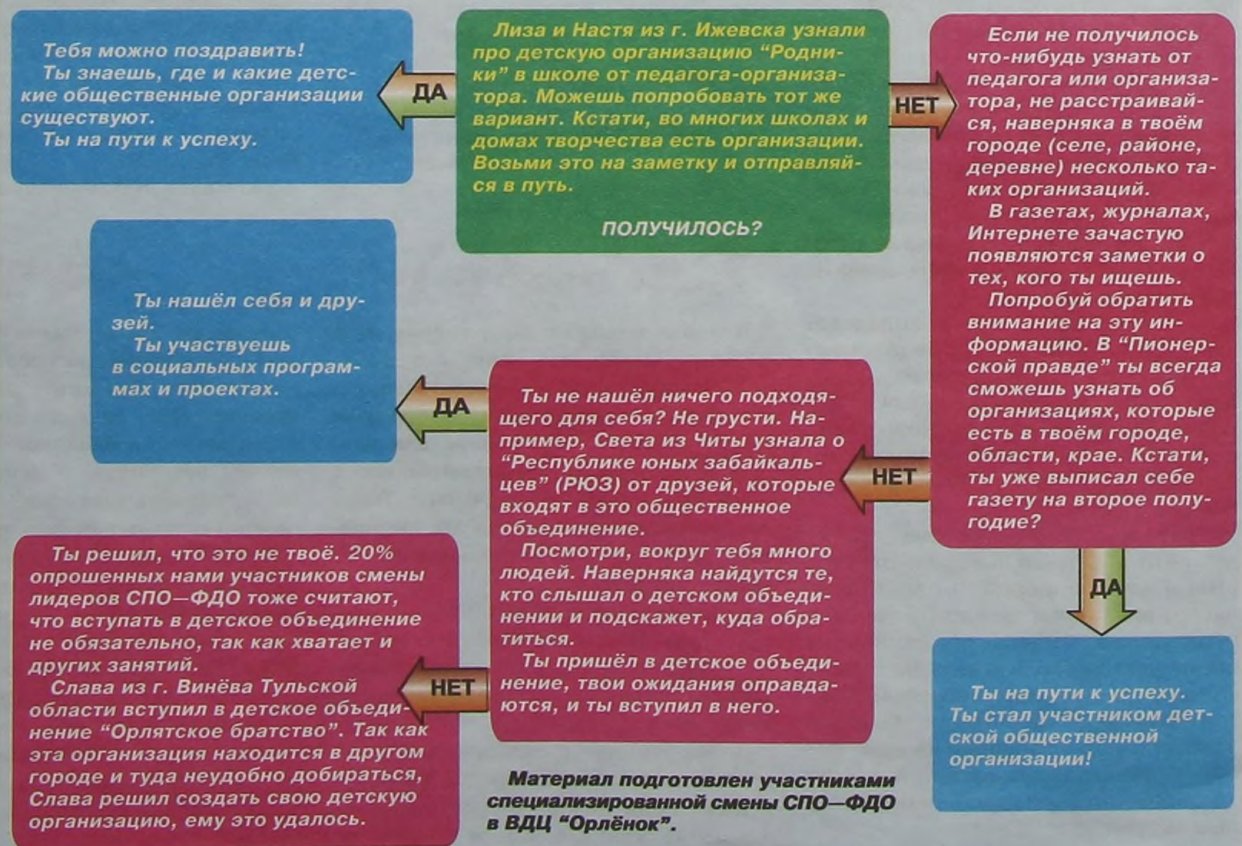 Тебя можно поздравить!
Ты знаешь, где и какие детс-
кие общественные организации
существуют.
Ты на пути к успеху.
ДА
Лиза и Настя из г. Ижевска узнали
про детскую организацию “Родни-
ки” в школе от педагога-организа-
тора. Можешь попробовать тот же
вариант. Кстати, во многих школах и
домах творчества есть организации.
Возьми это на заметку и отправляй-
ся в путь.
ПОЛУЧИЛОСЬ?
НЕТ
Если не получилось
что-нибудь узнать от
педагога или организа-
тора, не расстраивай-
ся, наверняка в твоём
городе (селе, районе,
деревне) несколько та-
ких организаций.
В газетах, журналах,
Интернете зачастую
появляются заметки о
тех, кого ты ищешь.
Попробуй обратить
внимание на эту ин-
формацию. В “Пионер-
ской правде” ты всегда
сможешь узнать об
организациях, которые
есть в твоём городе,
области, крае. Кстати,
ты уже выписал себе
газету на второе полу-
годие?
ДА
Ты на пути к успеху.
Ты стал участником дет-
ской общественной
организации!
НЕТ
Ты не нашёл ничего подходя-
щего для себя? Не грусти. На-
пример, Света из Читы узнала о
“Республике юных забайкаль-
цев” (РЮЗ) от друзей, которые
входят в это общественное
объединение.
Посмотри, вокруг тебя много
людей. Наверняка найдутся те,
кто слышал о детском объеди-
нении и подскажет, куда обра-
титься.
Ты пришёл в детское объеди-
нение, твои ожидания оправда-
ются, и ты вступил в него.
ДА
Ты нашёл себя и дру-
зей.
Ты участвуешь
в социальных програм-
мах и проектах.
НЕТ
Ты решил, что это не твоё. 20%
опрошенных нами участников смены
лидеров СПО—ФДО тоже считают,
что вступать в детское объединение
не обязательно, так как хватает и
других занятий.
Слава из г. Винёва Тульской
области вступил в детское объеди-
нение “Орлятское братство”. Так как
эта организация находится в другом
городе и туда неудобно добираться,
Слава решил создать свою детскую
организацию, ему это удалось.
Материал подготовлен участниками
специализированной смены СПО—ФДО
в ВДЦ “Орлёнок”.